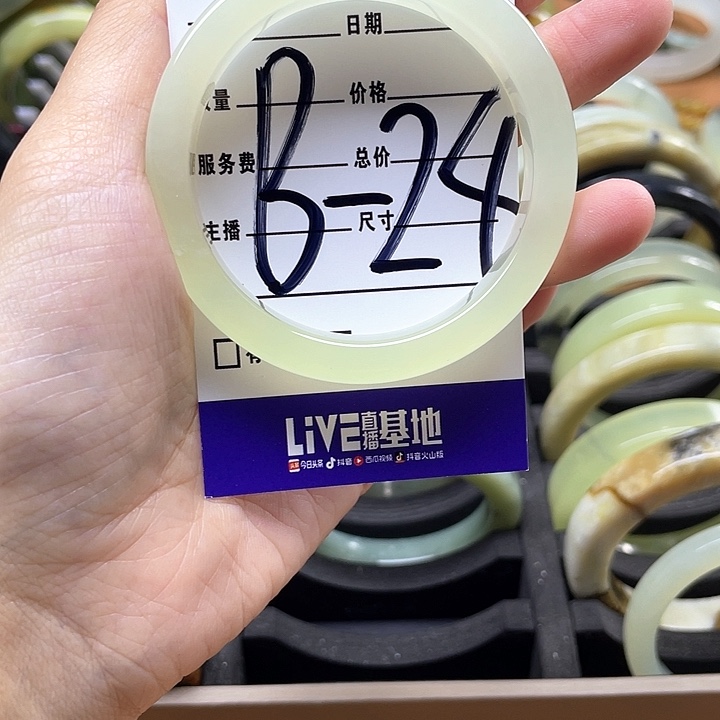 日期
量 价格
服务费 总价
主播 尺寸
B-24
LIVE直播基地
今日头条 抖音 西瓜视频 抖音火山版